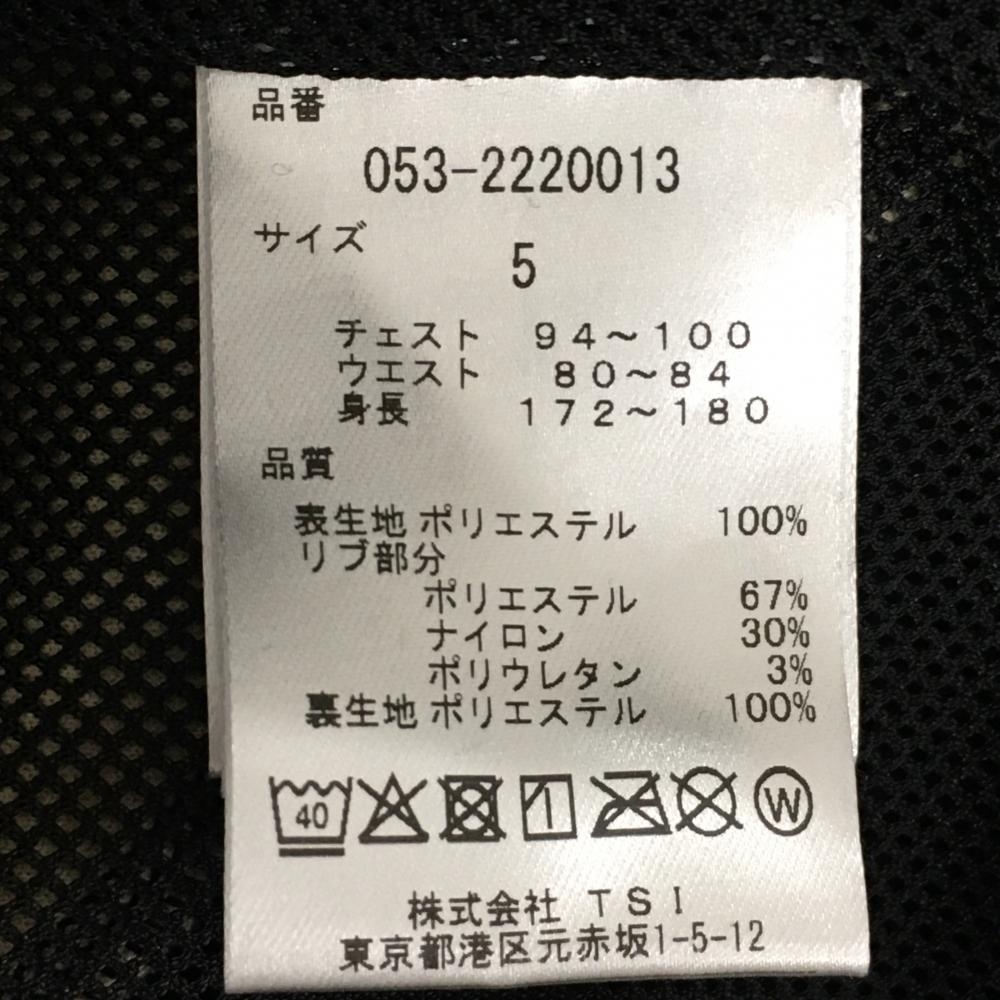 品番
053-2220013
サイズ
5
チェスト 94～100
ウエスト 80～84
身長 172～180
品質
表生地 ポリエステル 100%
リブ部分
ポリエステル 67%
ナイロン 30%
ポリウレタン 3%
裏生地 ポリエステル 100%
40 W
株式会社 TSI
東京都港区元赤坂1-5-12